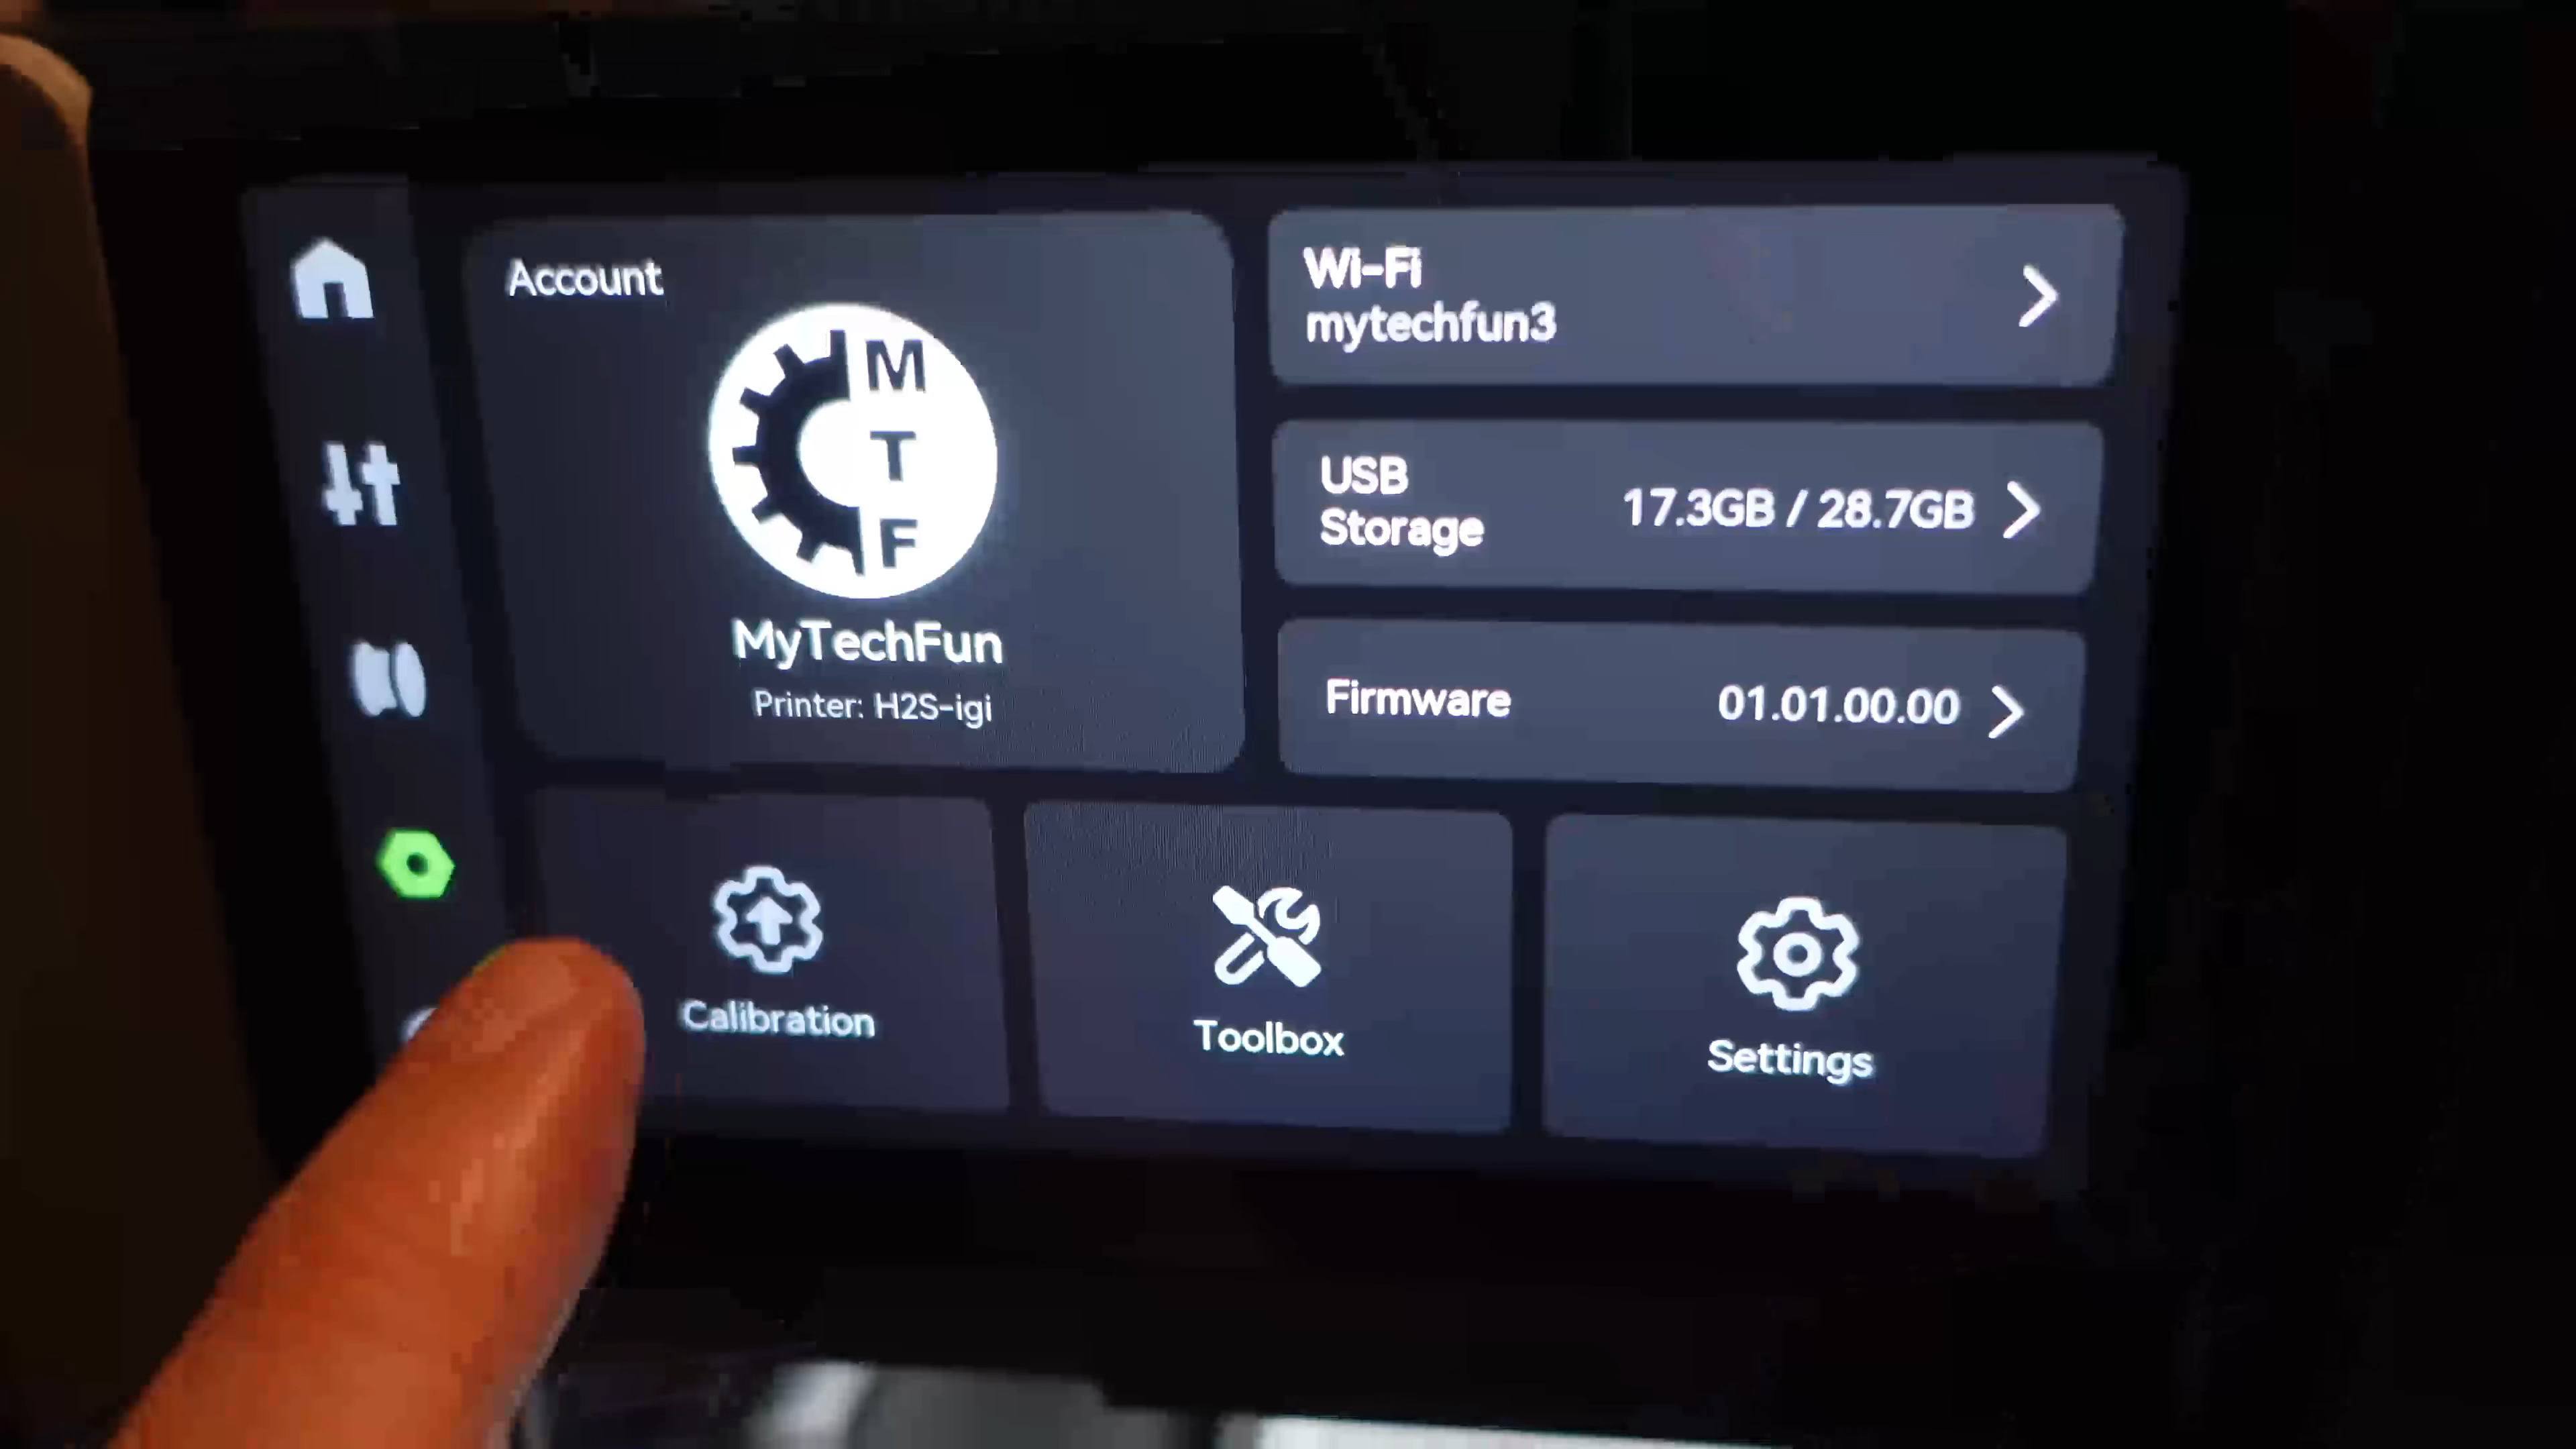 Account
M
T
F
MyTechFun
Printer: H2S-igi
Wi-Fi
mytechfun3
USB
Storage
17.3GB / 28.7GB
Firmware
01.01.00.00
Calibration
Toolbox
Settings